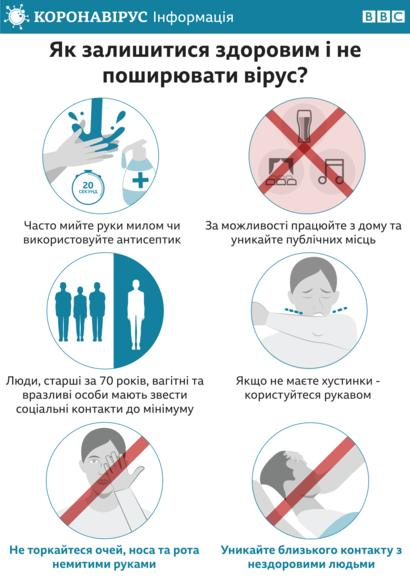 КОРОНАВІРУС Інформація
BBC
Як залишитися здоровим і не
поширювати вірус?
20
СЕКУНД
Часто мийте руки милом чи
використовуйте антисептик
За можливості працюйте з дому та
уникайте публічних місць
Люди, старші за 70 років, вагітні та
вразливі особи мають звести
соціальні контакти до мінімуму
Якщо не маєте хустинки -
користуйтеся рукавом
Не торкайтеся очей, носа та рота
немитими руками
Уникайте близького контакту з
нездоровими людьми